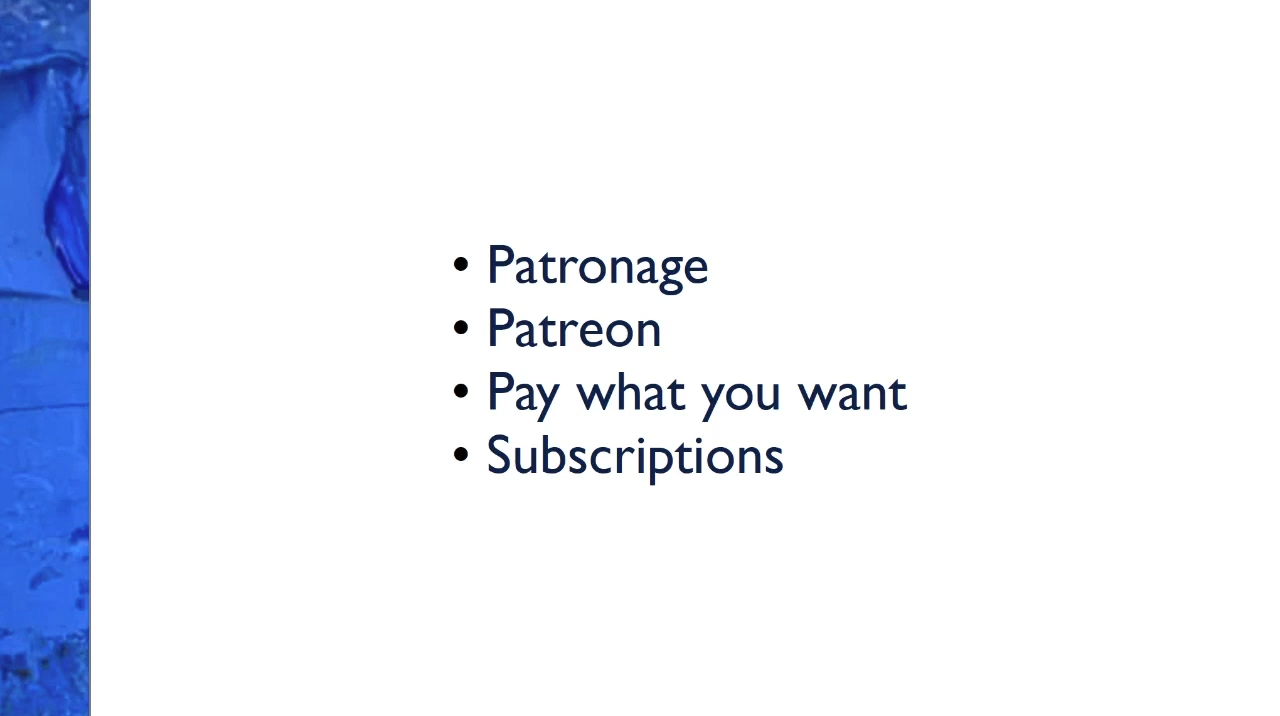 • Patronage
• Patreon
• Pay what you want
• Subscriptions